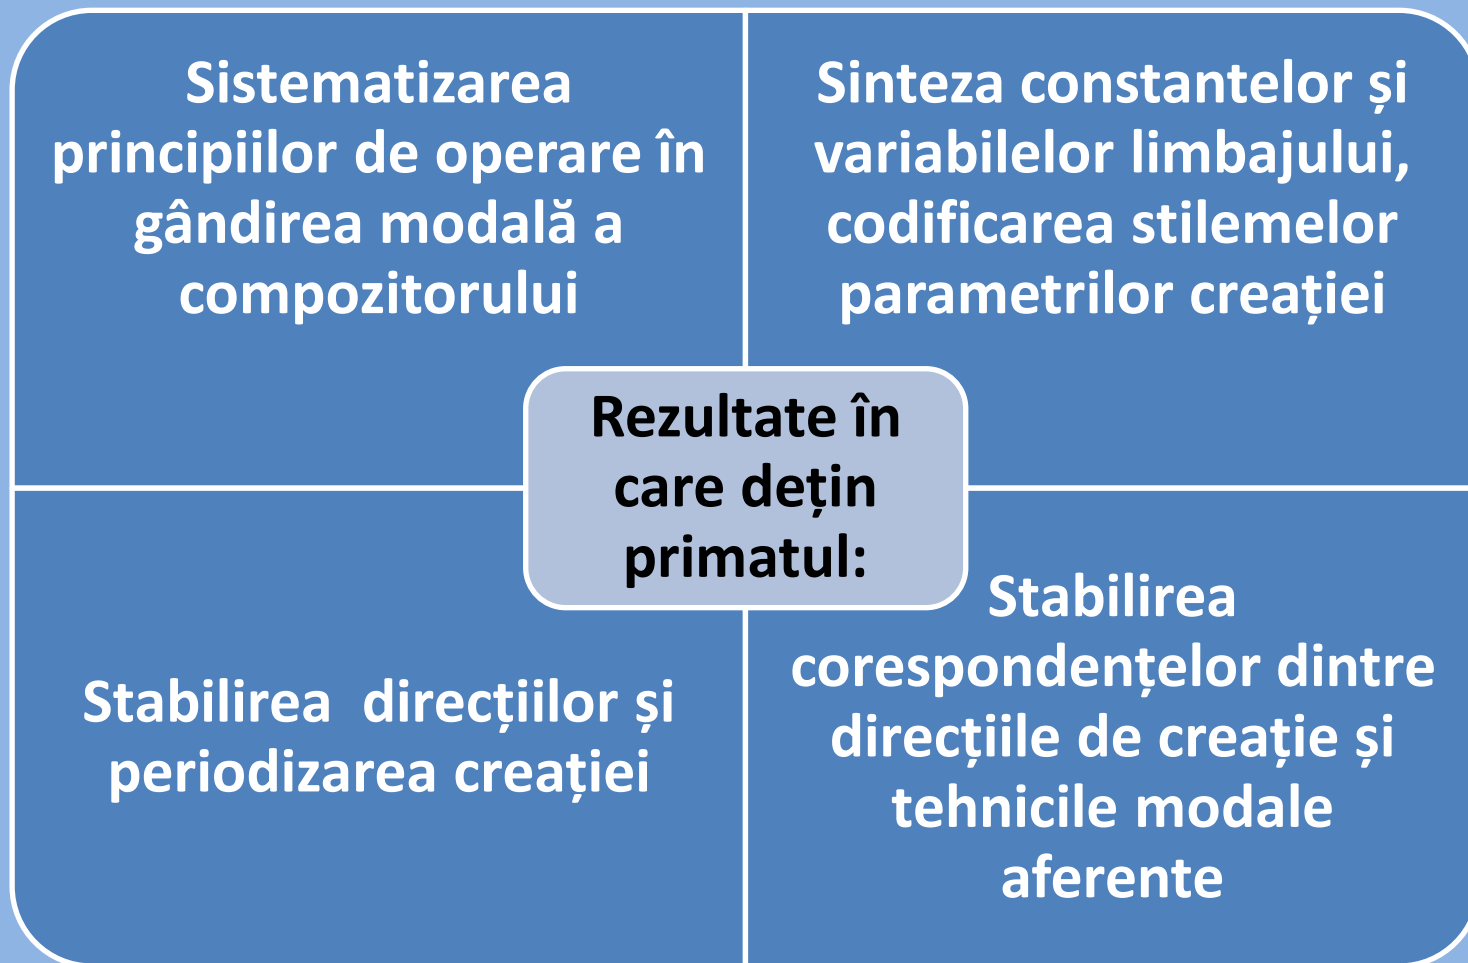 Sistematizarea
principiilor de operare în
gândirea modală a
compozitorului
Sinteza constantelor și
variabilelor limbajului,
codificarea stilemelor
parametrilor creației
Rezultate în
care dețin
primatul:
Stabilirea  direcțiilor și
periodizarea creației
Stabilirea
corespondențelor dintre
direcțiile de creație și
tehnicile modale
aferente